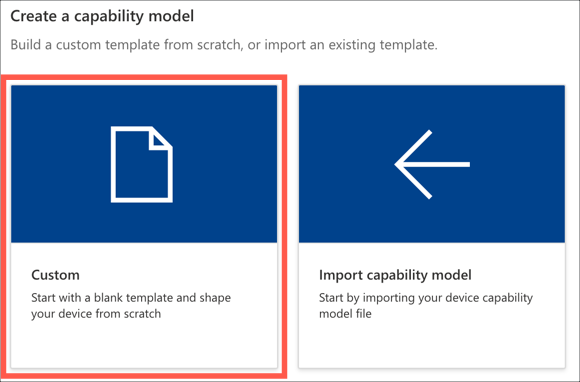 Create a capability model
Build a custom template from scratch, or import an existing template.
Custom
Start with a blank template and shape
your device from scratch
Import capability model
Start by importing your device capability
model file